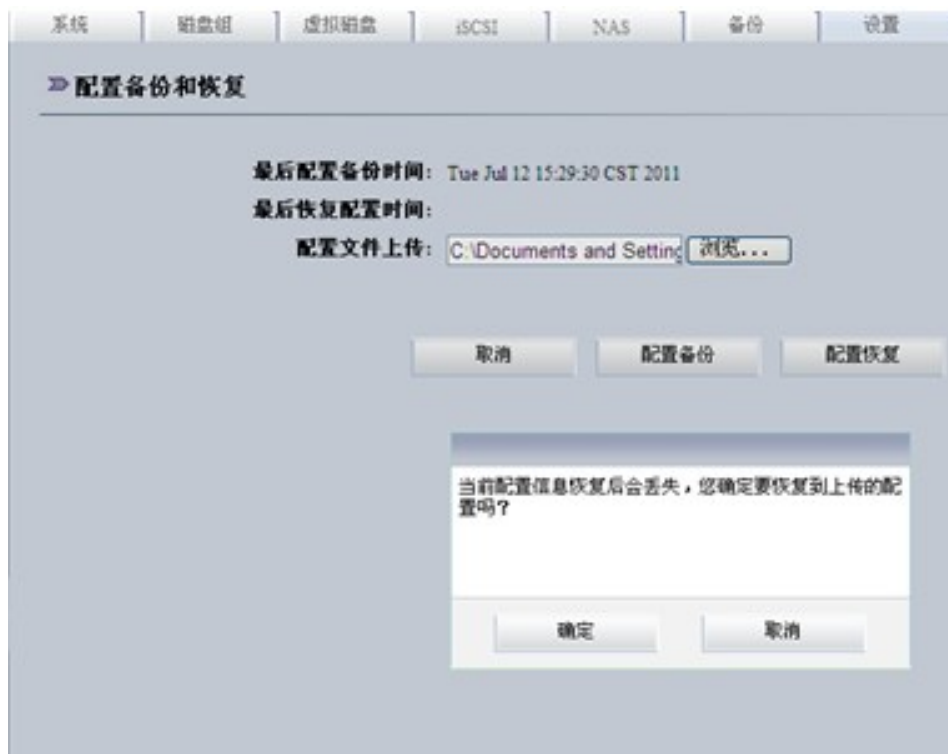 系统 磁盘组 虚拟磁盘 iSCSI NAS 备份 设置
配置备份和恢复
最后配置备份时间: Tue Jul 12 15:29:30 CST 2011
最后恢复配置时间:
配置文件上传: C:\Documents and Setting 浏览...
取消 配置备份 配置恢复
当前配置信息恢复后会丢失，您确定要恢复到上传的配
置吗?
确定 取消